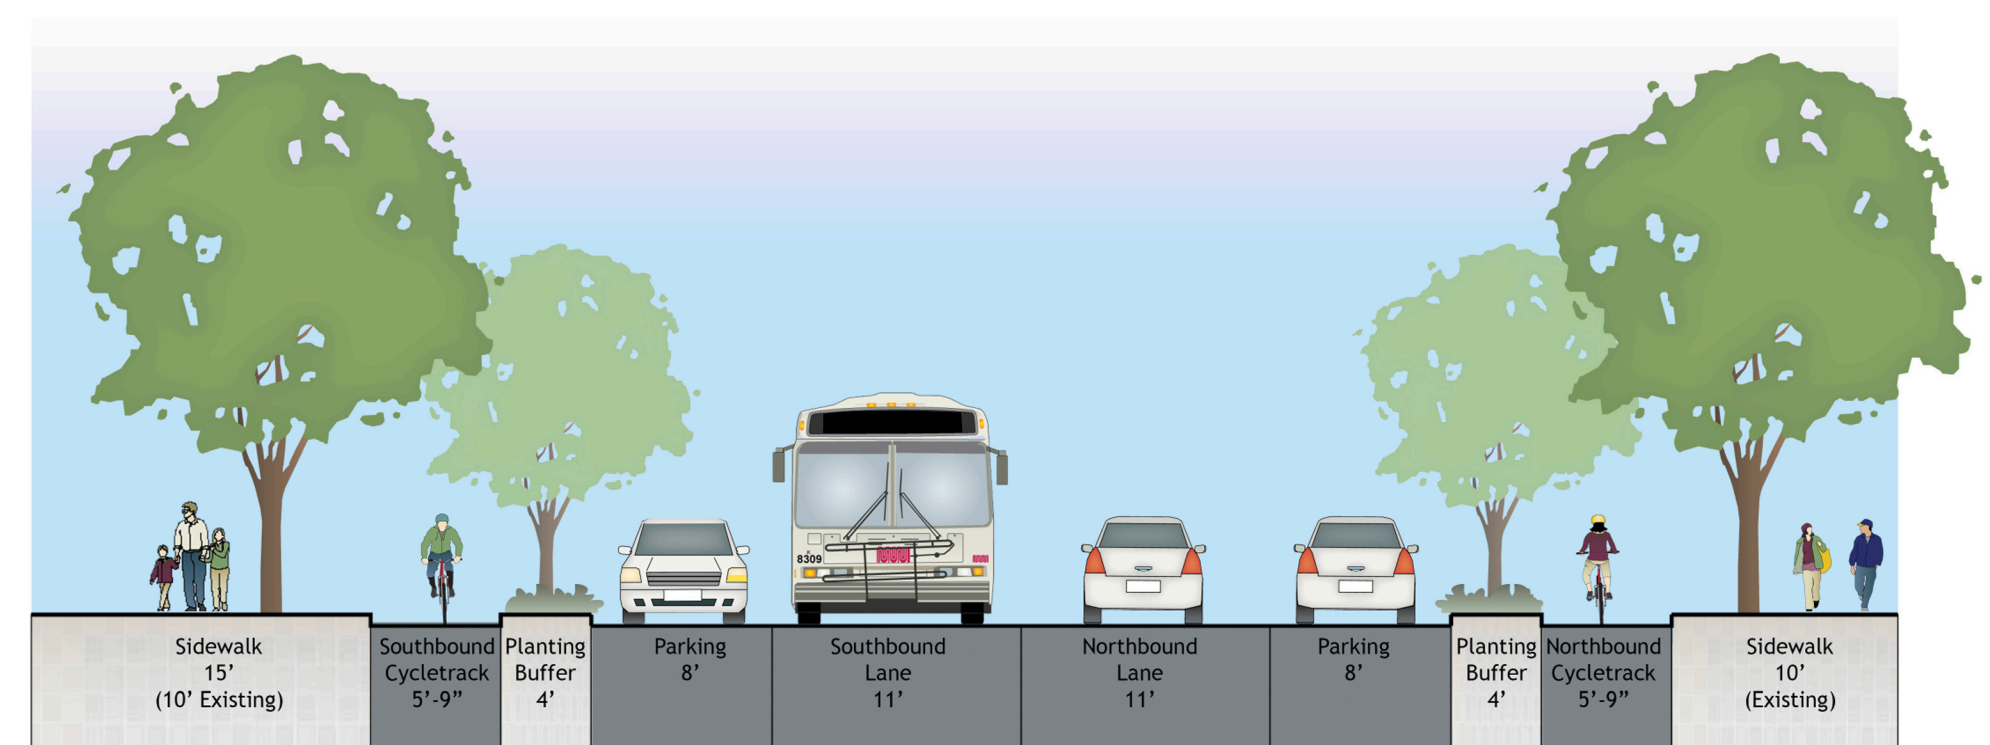 8309
MUNI
Sidewalk
15’
(10’ Existing)
Southbound
Cycletrack
5’-9”
Planting
Buffer
4’
Parking
8’
Southbound
Lane
11’
Northbound
Lane
11’
Parking
8’
Planting
Buffer
4’
Northbound
Cycletrack
5’-9”
Sidewalk
10’
(Existing)